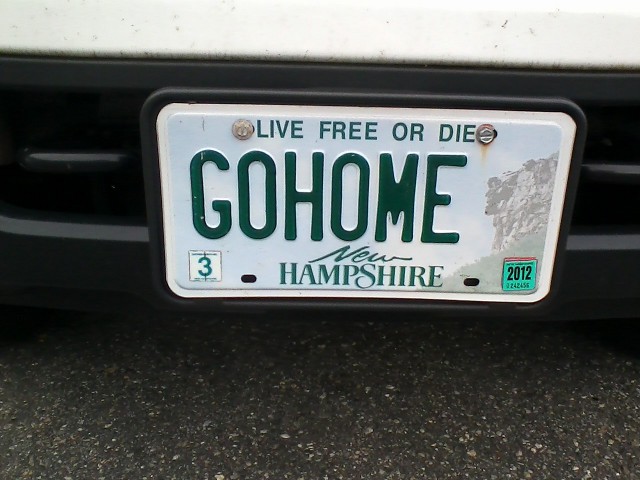 LIVE FREE OR DIE
GOHOME
New
3
HAMPSHIRE
2012